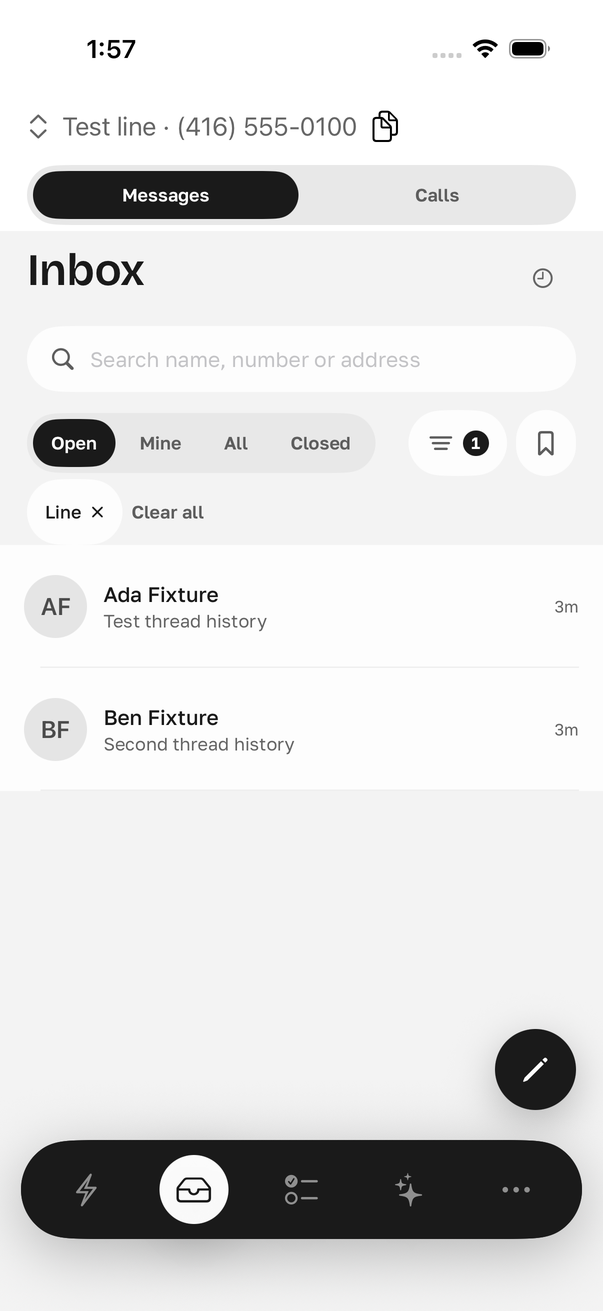 1:57
Test line · (416) 555-0100
Messages Calls
Inbox
Search name, number or address
Open Mine All Closed 1
Line × Clear all
AF Ada Fixture 3m
Test thread history
BF Ben Fixture 3m
Second thread history